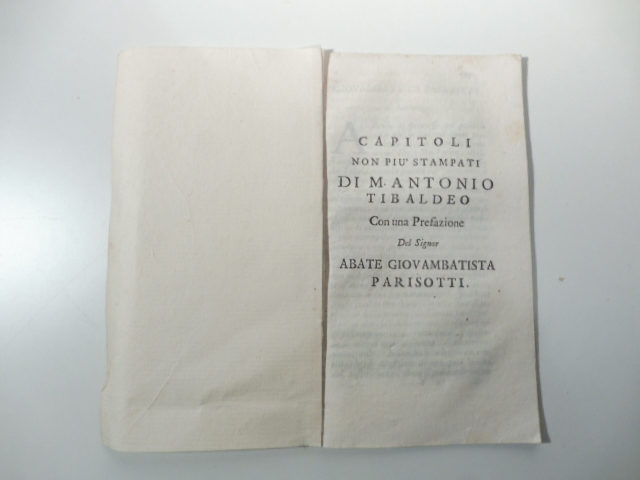 CAPITOLI
NON PIU' STAMPATI
DI M. ANTONIO
TIBALDEO
Con una Prefazione
Del Signor
ABATE GIOVAMBATISTA
PARISOTTI.